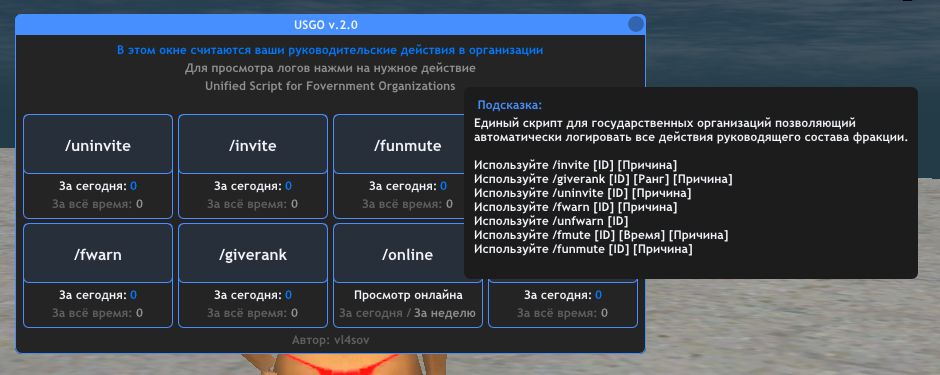 USGO v.2.0
В этом окне считаются ваши руководительские действия в организации
Для просмотра логов нажми на нужное действие
Unified Script for Fovernment Organizations
/uninvite
/invite
/funmute
За сегодня: 0
За сегодня: 0
За сегодня: 0
За всё время: 0
За всё время: 0
За всё время: 0
/fwarn
/giverank
/online
За сегодня: 0
За сегодня: 0
Просмотр онлайна
За сегодня: 0
За всё время: 0
За всё время: 0
За сегодня / За неделю
За всё время: 0
Автор: vl4sov
Подсказка:
Единый скрипт для государственных организаций позволяющий
автоматически логировать все действия руководящего состава фракции.
Используйте /invite [ID] [Причина]
Используйте /giverank [ID] [Ранг] [Причина]
Используйте /uninvite [ID] [Причина]
Используйте /fwarn [ID] [Причина]
Используйте /unfwarn [ID]
Используйте /fmute [ID] [Время] [Причина]
Используйте /funmute [ID] [Причина]